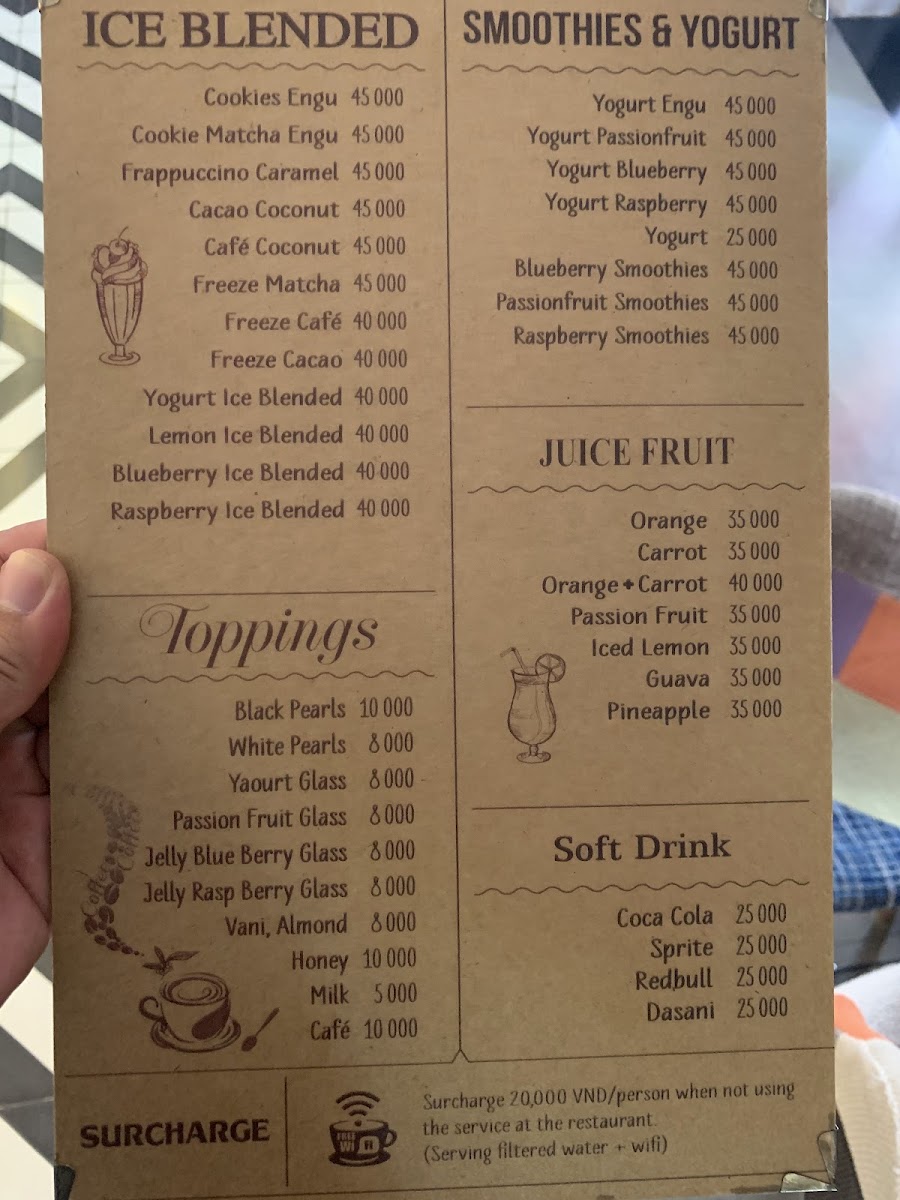 ICE BLENDED
Cookies Engu 45 000
Cookie Matcha Engu 45 000
Frappuccino Caramel 45 000
Cacao Coconut 45 000
Café Coconut 45 000
Freeze Matcha 45 000
Freeze Café 40 000
Freeze Cacao 40 000
Yogurt Ice Blended 40 000
Lemon Ice Blended 40 000
Blueberry Ice Blended 40 000
Raspberry Ice Blended 40 000
Toppings
Black Pearls 10 000
White Pearls 8 000
Yaourt Glass 8 000
Passion Fruit Glass 8 000
Jelly Blue Berry Glass 8 000
Jelly Rasp Berry Glass 8 000
Vani, Almond 8 000
Honey 10 000
Milk 5 000
Café 10 000
Coffee
Coffee
SMOOTHIES & YOGURT
Yogurt Engu 45 000
Yogurt Passionfruit 45 000
Yogurt Blueberry 45 000
Yogurt Raspberry 45 000
Yogurt 25 000
Blueberry Smoothies 45 000
Passionfruit Smoothies 45 000
Raspberry Smoothies 45 000
JUICE FRUIT
Orange 35 000
Carrot 35 000
Orange + Carrot 40 000
Passion Fruit 35 000
Iced Lemon 35 000
Guava 35 000
Pineapple 35 000
Soft Drink
Coca Cola 25 000
Sprite 25 000
Redbull 25 000
Dasani 25 000
SURCHARGE
FREE
WI FI
Surcharge 20,000 VND/person when not using
the service at the restaurant.
(Serving filtered water + wifi)